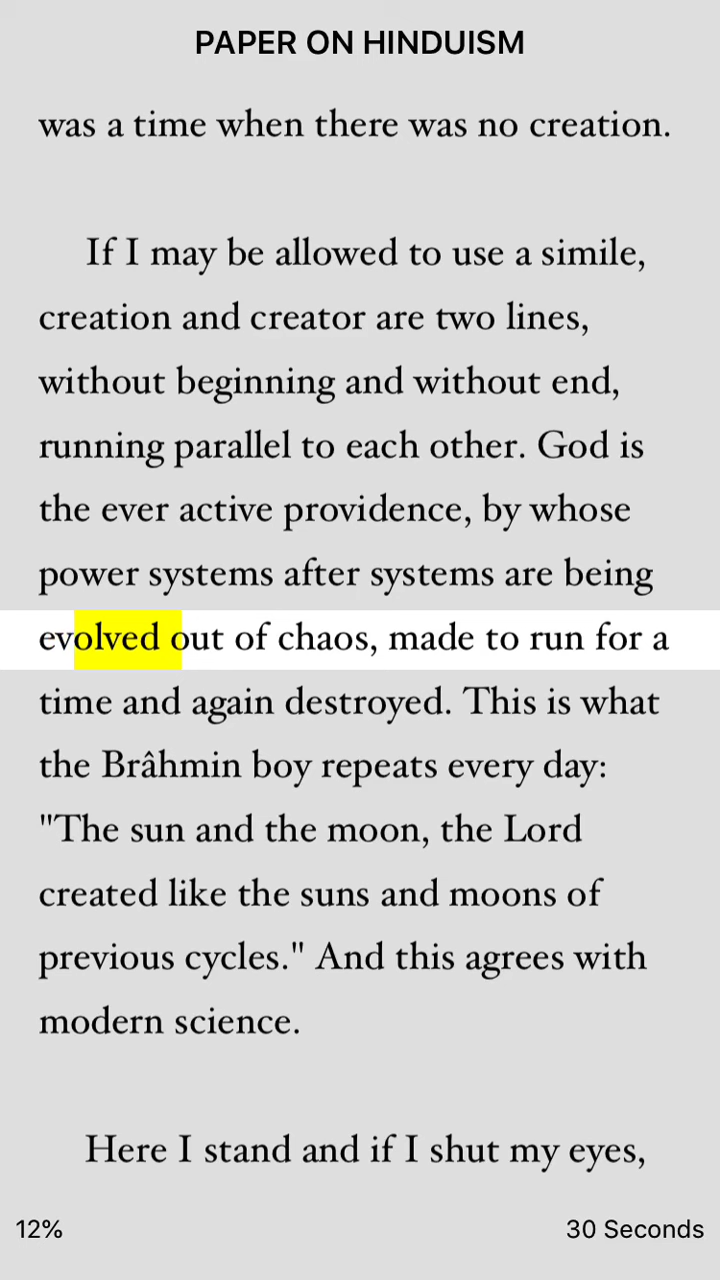 PAPER ON HINDUISM
was a time when there was no creation.
If I may be allowed to use a simile,
creation and creator are two lines,
without beginning and without end,
running parallel to each other. God is
the ever active providence, by whose
power systems after systems are being
evolved out of chaos, made to run for a
time and again destroyed. This is what
the Brâhmin boy repeats every day:
"The sun and the moon, the Lord
created like the suns and moons of
previous cycles." And this agrees with
modern science.
Here I stand and if I shut my eyes,
12%
30 Seconds